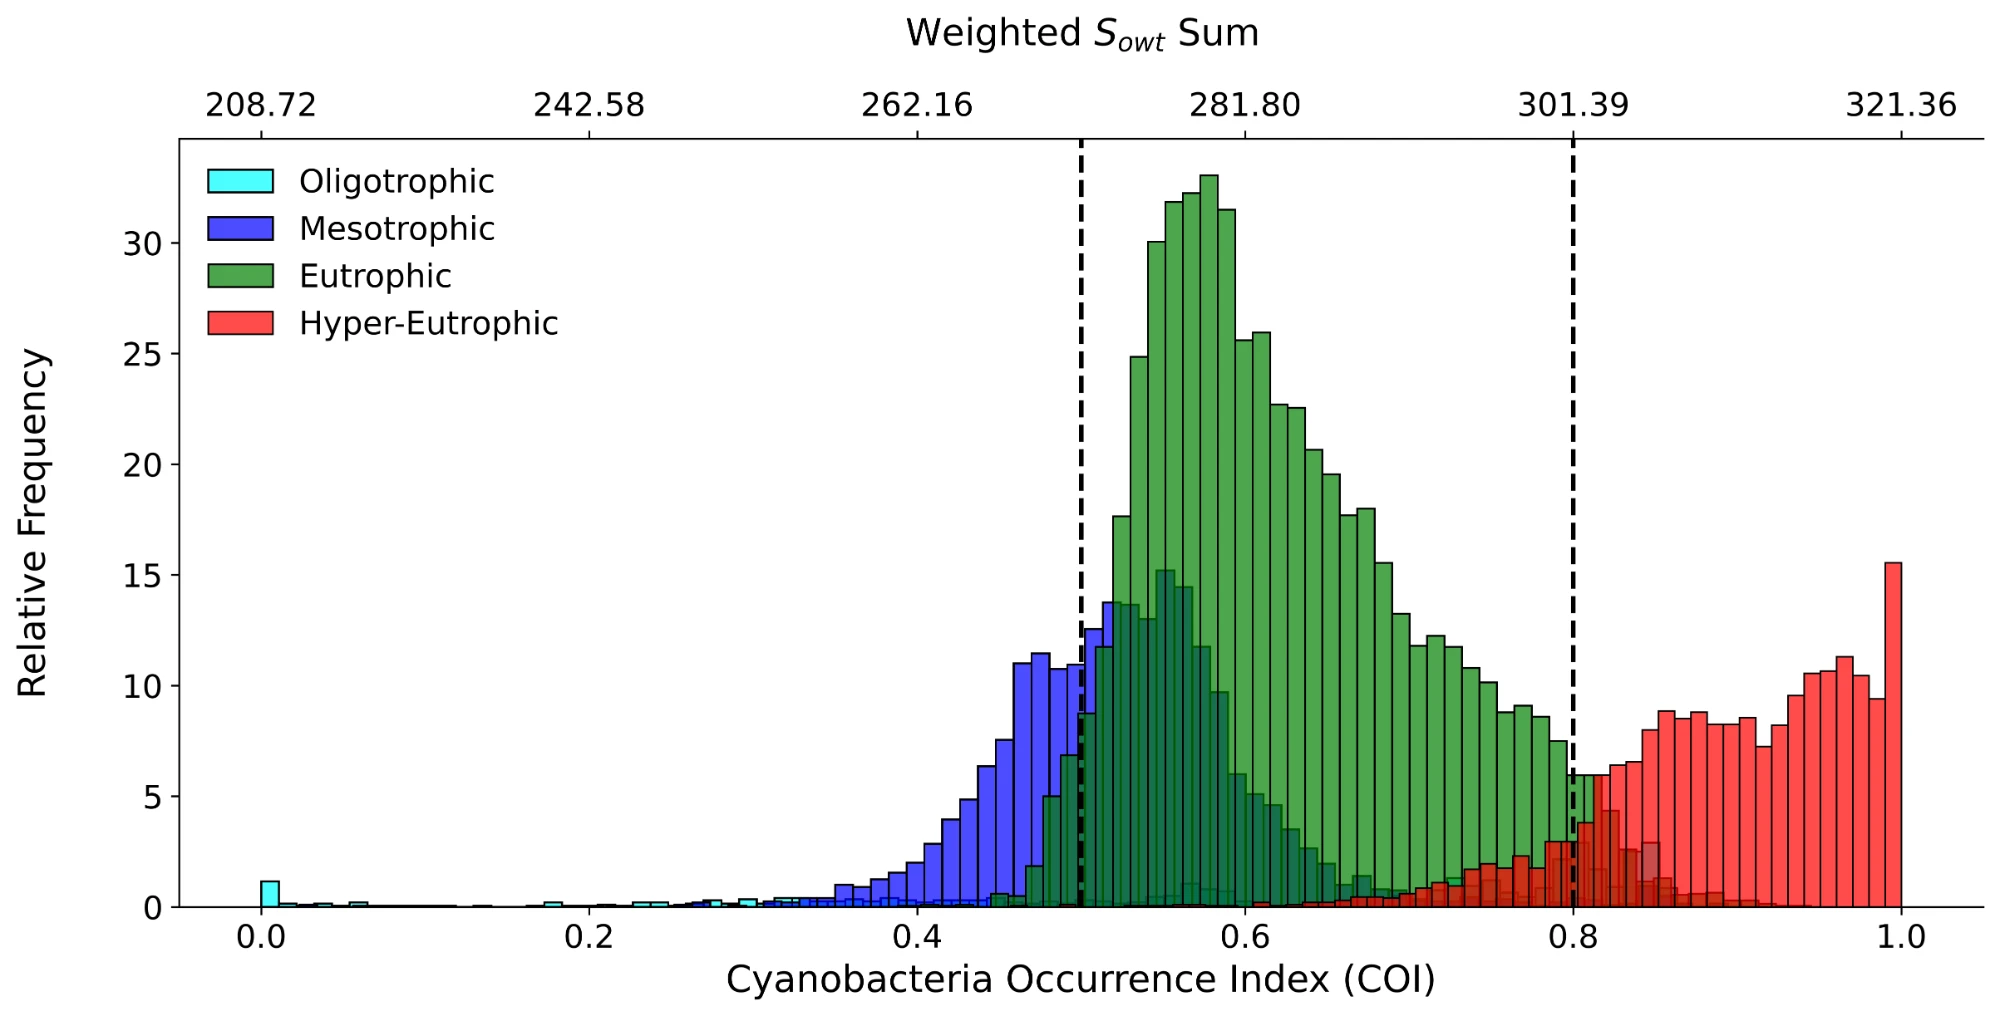 Weighted Sowt Sum
208.72 242.58 262.16 281.80 301.39 321.36
Oligotrophic
Mesotrophic
Eutrophic
Hyper-Eutrophic
Relative Frequency
30
25
20
15
10
5
0
0.0 0.2 0.4 0.6 0.8 1.0
Cyanobacteria Occurrence Index (COI)